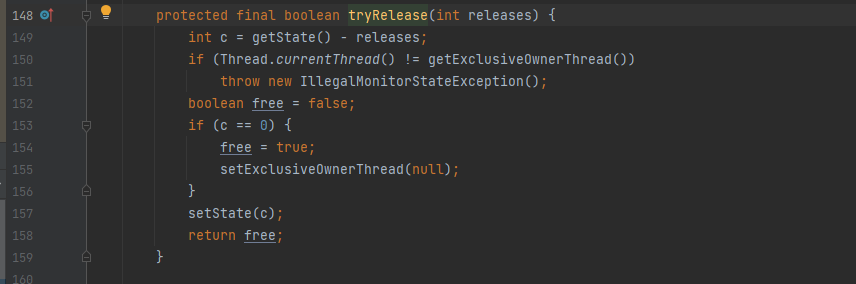 148 protected final boolean tryRelease(int releases) {
149 int c = getState() - releases;
150 if (Thread.currentThread() != getExclusiveOwnerThread())
151 throw new IllegalMonitorStateException();
152 boolean free = false;
153 if (c == 0) {
154 free = true;
155 setExclusiveOwnerThread(null);
156 }
157 setState(c);
158 return free;
159 }
160